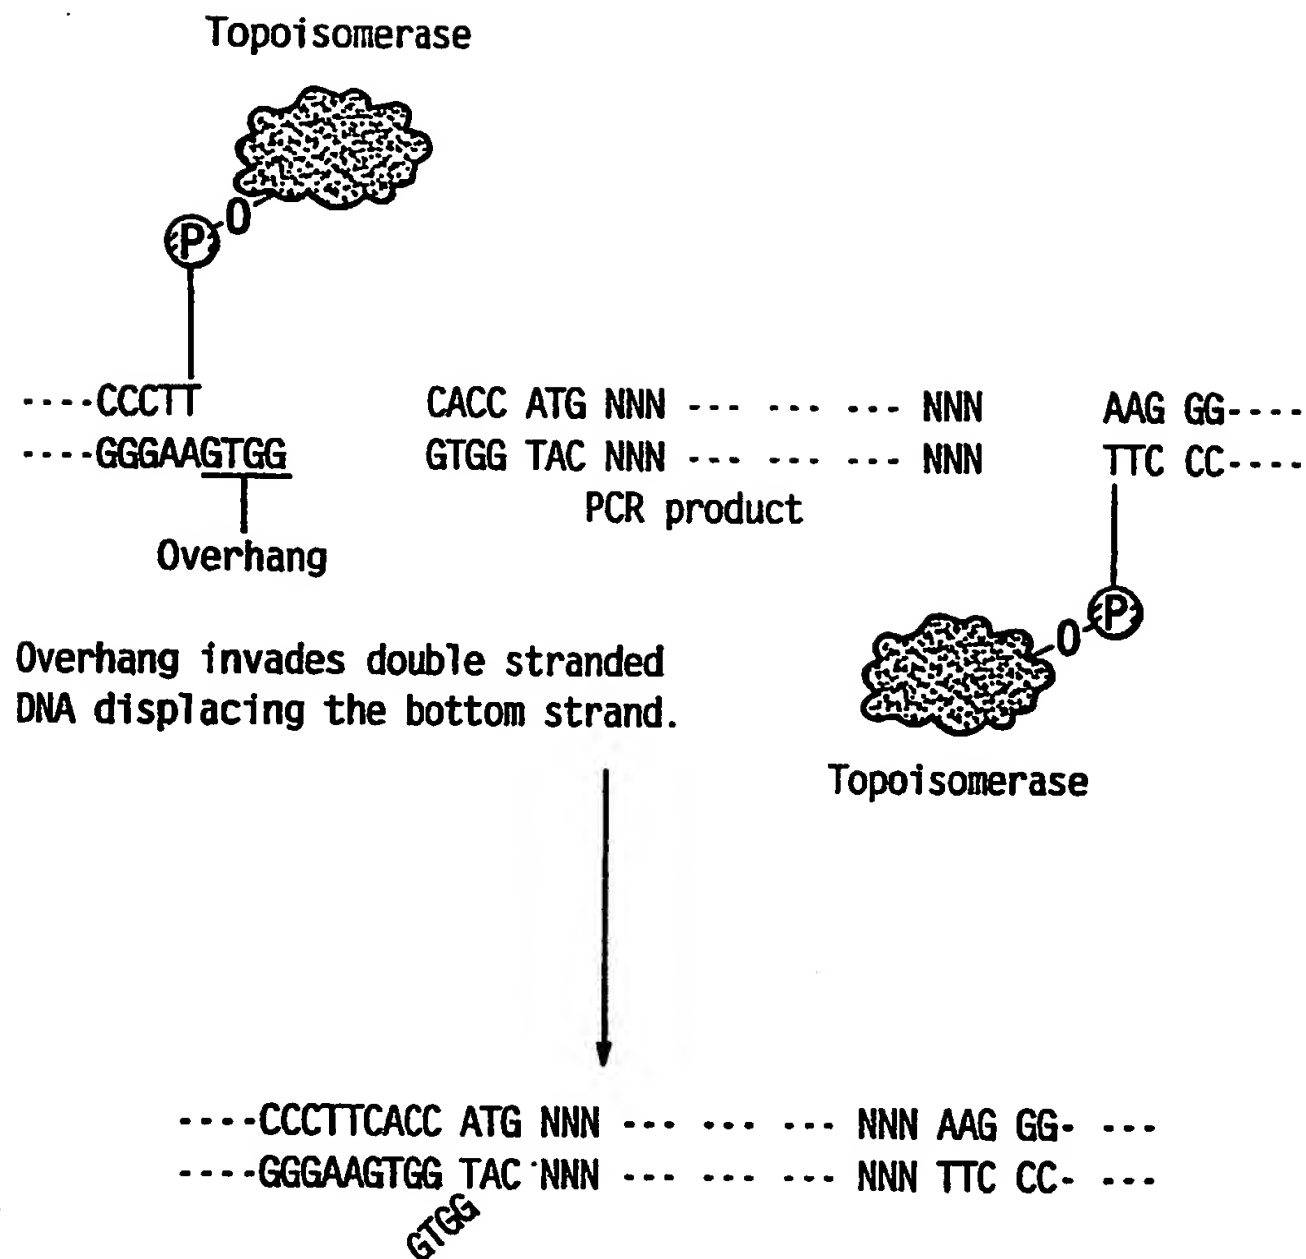 Topoisomerase
P-O
----CCCTT CACC ATG NNN --- --- --- NNN AAG GG----
----GGGAAGTGG GTGG TAC NNN --- --- --- NNN TTC CC----
PCR product
Overhang
O-P
Overhang invades double stranded
DNA displacing the bottom strand.
Topoisomerase
----CCCTTCACC ATG NNN --- --- --- NNN AAG GG- ---
----GGGAAGTGG TAC NNN --- --- --- NNN TTC CC- ---
GTGG